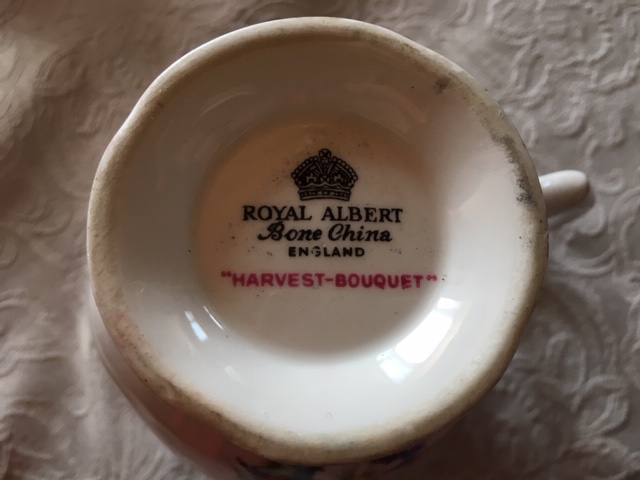 ROYAL ALBERT
Bone China
ENGLAND
"HARVEST-BOUQUET"